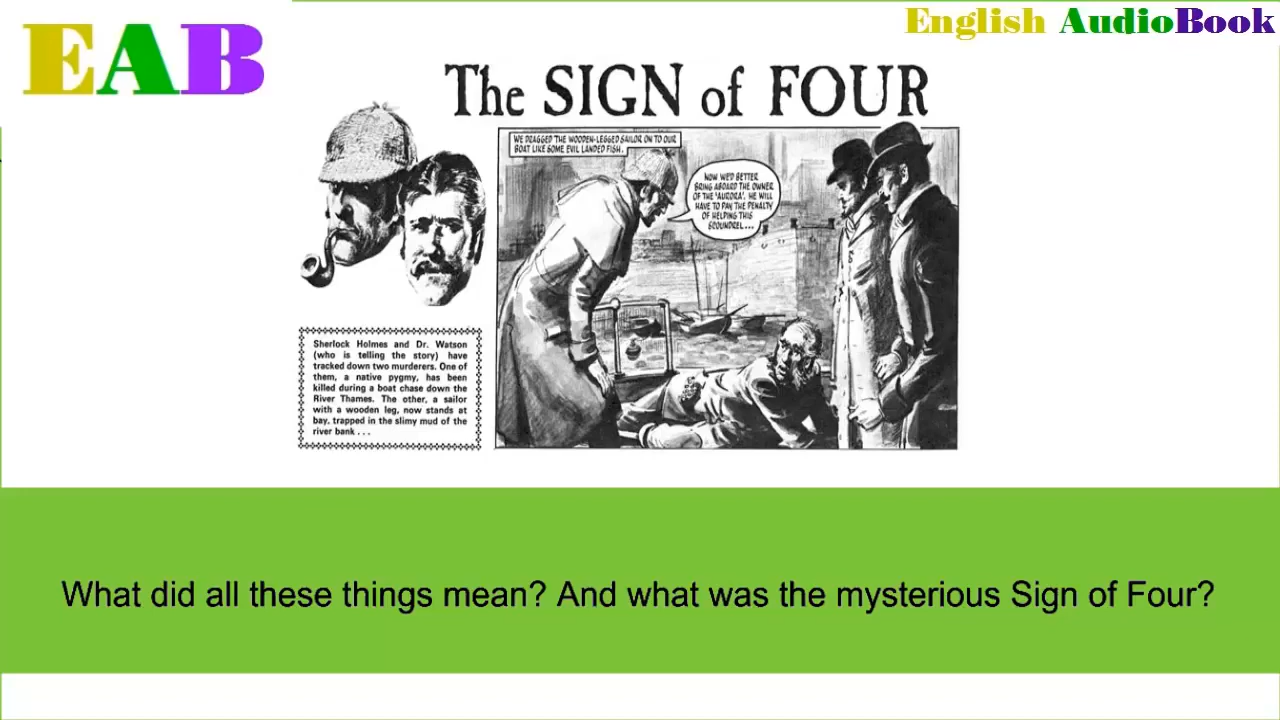 EAB
English AudioBook
The SIGN of FOUR
WE DRAGGED THE WOODEN-LEGGED SAILOR ON TO OUR
BOAT LIKE SOME EVIL LANDED FISH.
NOW WE'D BETTER
BRING ABOARD THE OWNER
OF THE 'AURORA'. HE WILL
HAVE TO PAY THE PENALTY
OF HELPING THIS
SCOUNDREL...
Sherlock Holmes and Dr. Watson
(who is telling the story) have
tracked down two murderers. One of
them, a native pygmy, has been
killed during a boat chase down the
River Thames. The other, a sailor
with a wooden leg, now stands at
bay, trapped in the slimy mud of the
river bank . . .
What did all these things mean? And what was the mysterious Sign of Four?